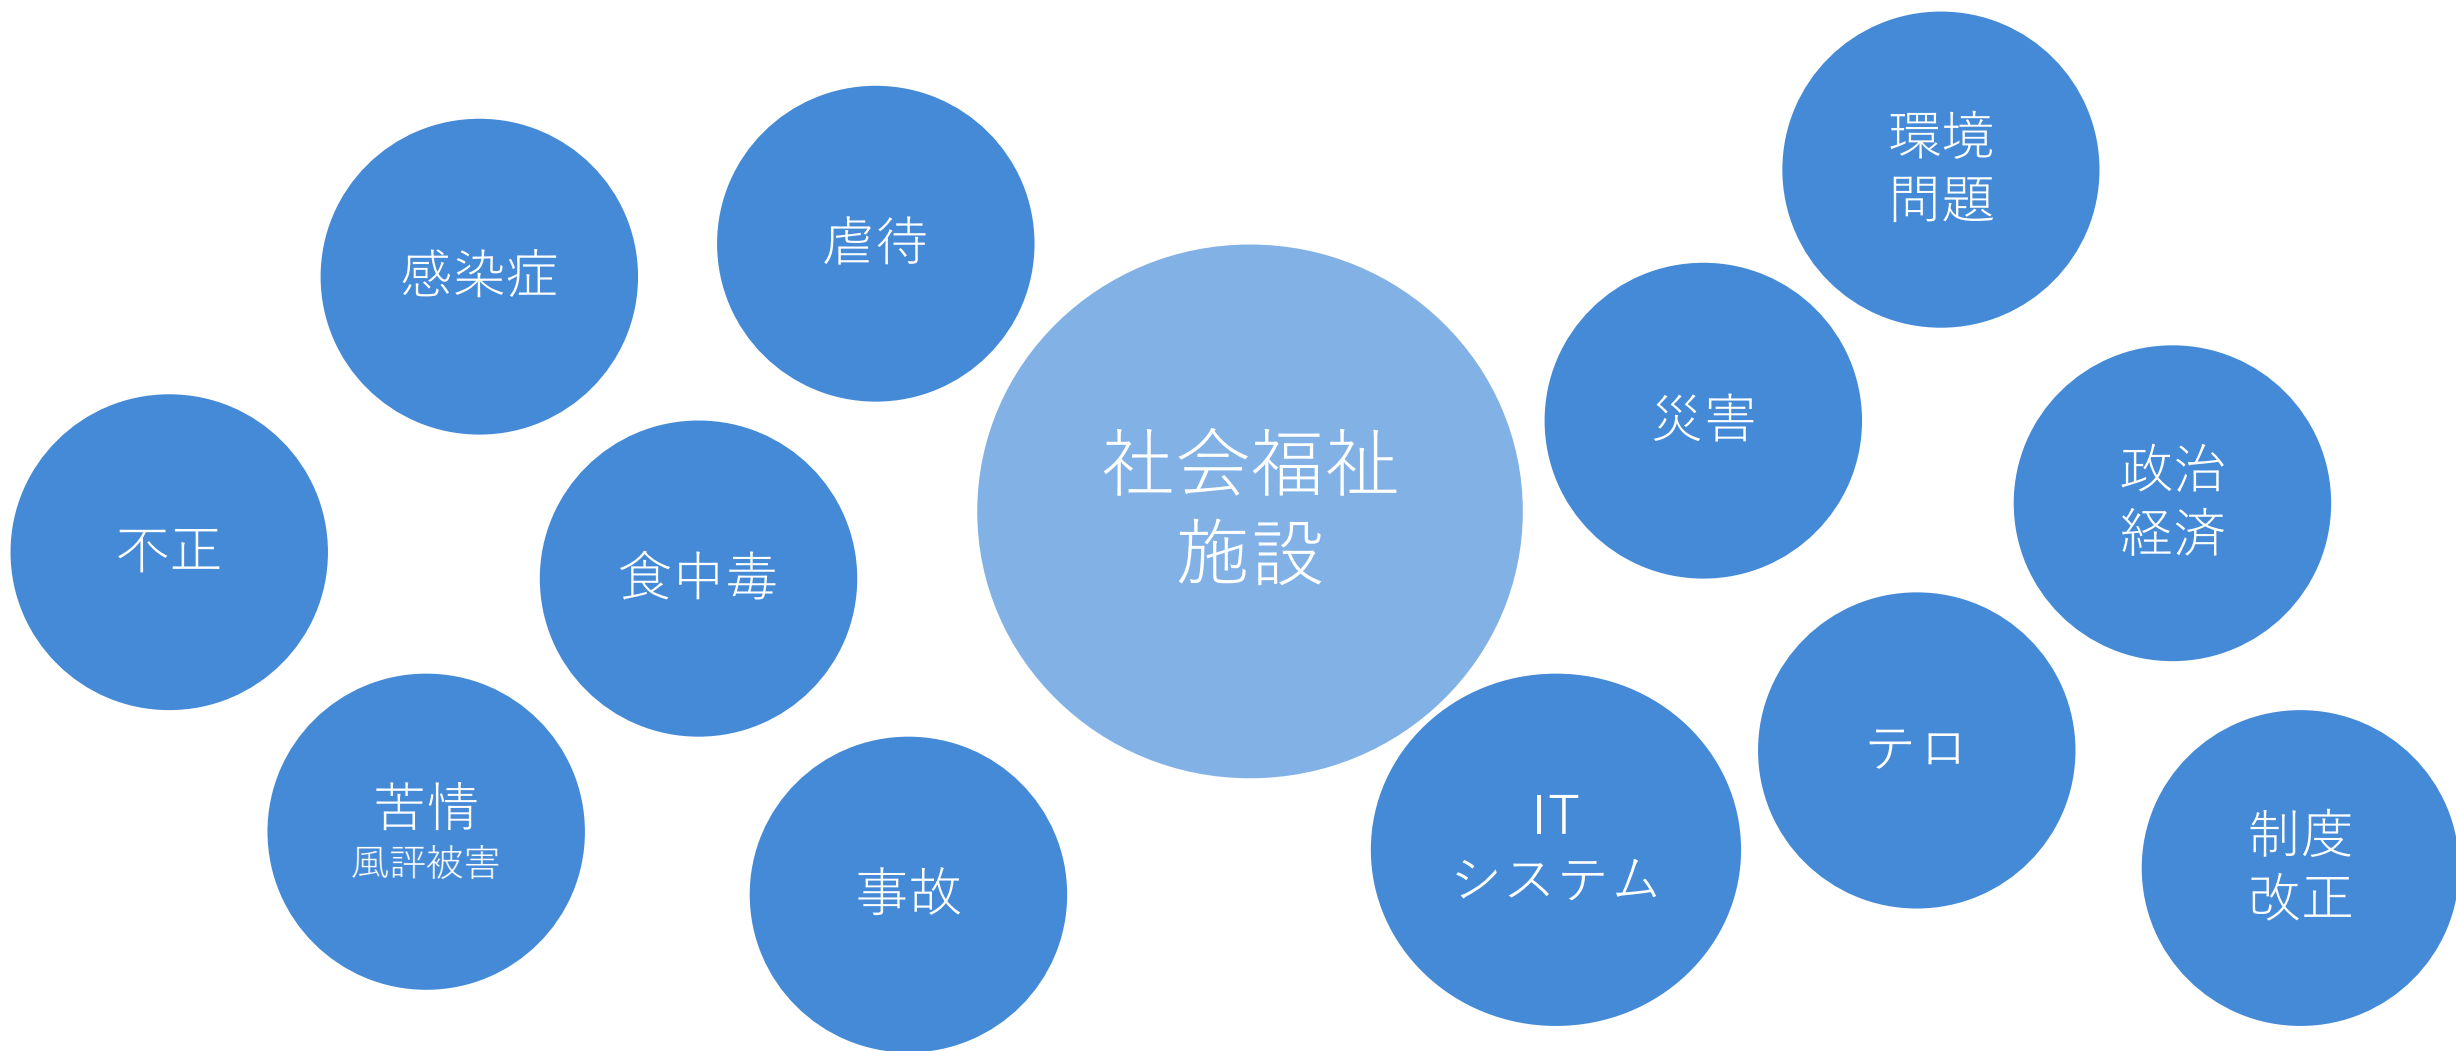 環境
問題
虐待
感染症
災害
社会福祉
施設
政治
経済
不正
食中毒
テロ
苦情
風評被害
IT
システム
事故
制度
改正